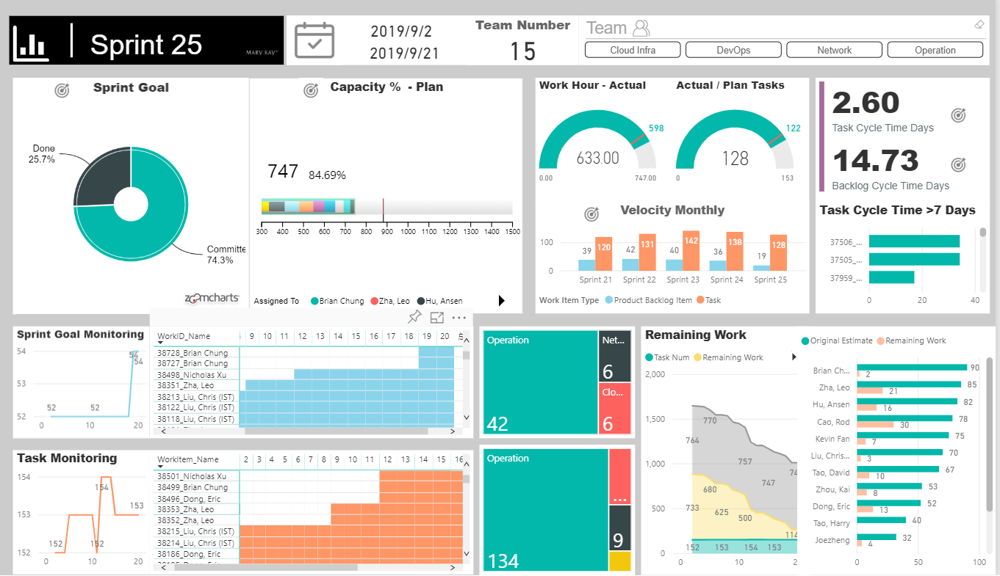 Sprint 25
MARY KAY
2019/9/2
2019/9/21
Team Number
15
Team
Cloud Infra
DevOps
Network
Operation
Sprint Goal
Done
25.7%
Committe
74.3%
zoomcharts
Capacity % - Plan
747 84.69%
300 400 500 600 700 800 900 1000 1100 1200 1300 1400 1500
Assigned To Brian Chung Zha, Leo Hu, Ansen
Work Hour - Actual
598
633.00
0.00 747.00
Actual / Plan Tasks
122
128
0 153
Velocity Monthly
100
0
39 120 42 131 40 142 36 138 19 128
Sprint 21 Sprint 22 Sprint 23 Sprint 24 Sprint 25
Work Item Type Product Backlog Item Task
2.60
Task Cycle Time Days
14.73
Backlog Cycle Time Days
Task Cycle Time >7 Days
37506_...
37505_...
37959_...
0 20 40
Sprint Goal Monitoring
54
53
52
52 52 54 54
0 10 20
WorkID_Name 9 10 11 12 13 14 15 16 17 18 19 20
38728_Brian Chung
38727_Brian Chung
38498_Nicholas Xu
38351_Zha, Leo
38213_Liu, Chris (IST)
38122_Liu, Chris (IST)
38118_Liu, Chris (IST)
Operation
42
Net...
6
Clo...
6
Task Monitoring
154
153
152
152 152 154 153
0 10 20
WorkItem_Name 2 3 4 5 6 7 8 9 10 11 12 13 14 15 16
38501_Nicholas Xu
38499_Brian Chung
38496_Dong, Eric
38353_Zha, Leo
38352_Zha, Leo
38215_Liu, Chris (IST)
38214_Liu, Chris (IST)
38186_Dong, Eric
Operation
134
...
9
Remaining Work
Task Num Remaining Work
2,000
1,500
1,000
500
0
764 770 757 747 74
733 680 625 500 114
152 153 154 153
0 10 2
Original Estimate Remaining Work
Brian Ch... 90 2
Zha, Leo 85 21
Hu, Ansen 82 16
Cao, Rod 78 30
Kevin Fan 75 7
Liu, Chris... 70 3
Tao, David 67 10
Zhou, Kai 53 8
Dong, Eric 52 13
Tao, Harry 40
Joezheng 32 4
0 50 100